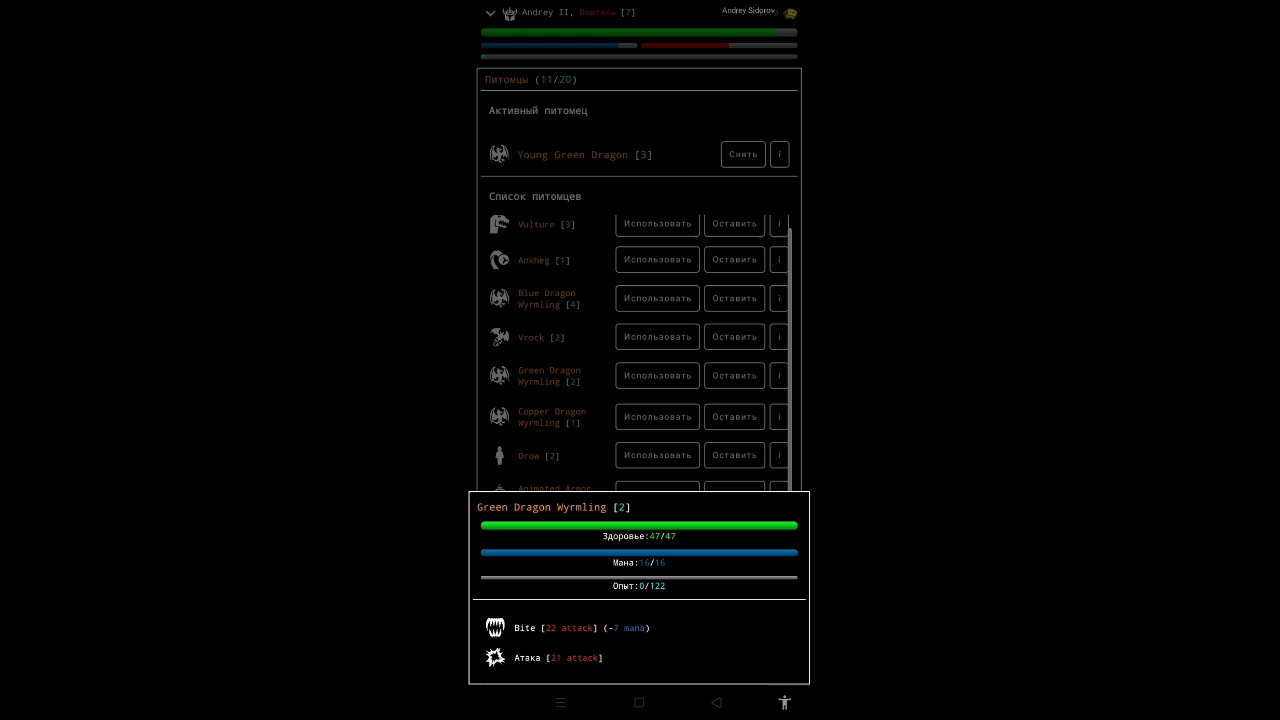 Andrey II, Воитель [7]
Andrey Sidorov
Питомцы (11/20)
Активный питомец
Young Green Dragon [3]
Снять
i
Список питомцев
Vulture [3]
Использовать
Оставить
i
Ankheg [1]
Использовать
Оставить
i
Blue Dragon
Wyrmling [4]
Использовать
Оставить
i
Vrock [2]
Использовать
Оставить
i
Green Dragon
Wyrmling [2]
Использовать
Оставить
i
Copper Dragon
Wyrmling [1]
Использовать
Оставить
i
Drow [2]
Использовать
Оставить
i
Animated Armor
Green Dragon Wyrmling [2]
Здоровье:47/47
Мана:16/16
Опыт:0/122
Bite [22 attack] (-7 mana)
Атака [21 attack]